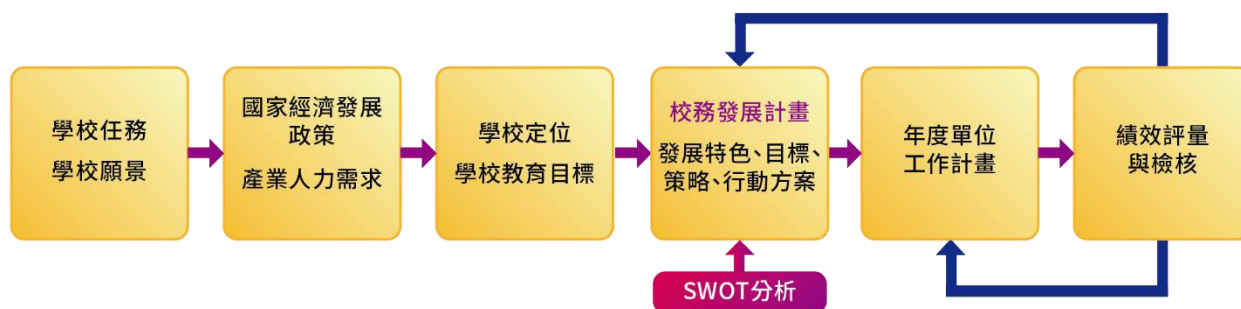 學校任務
學校願景
國家經濟發展
政策
產業人力需求
學校定位
學校教育目標
校務發展計畫
發展特色、目標、
策略、行動方案
年度單位
工作計畫
績效評量
與檢核
SWOT分析